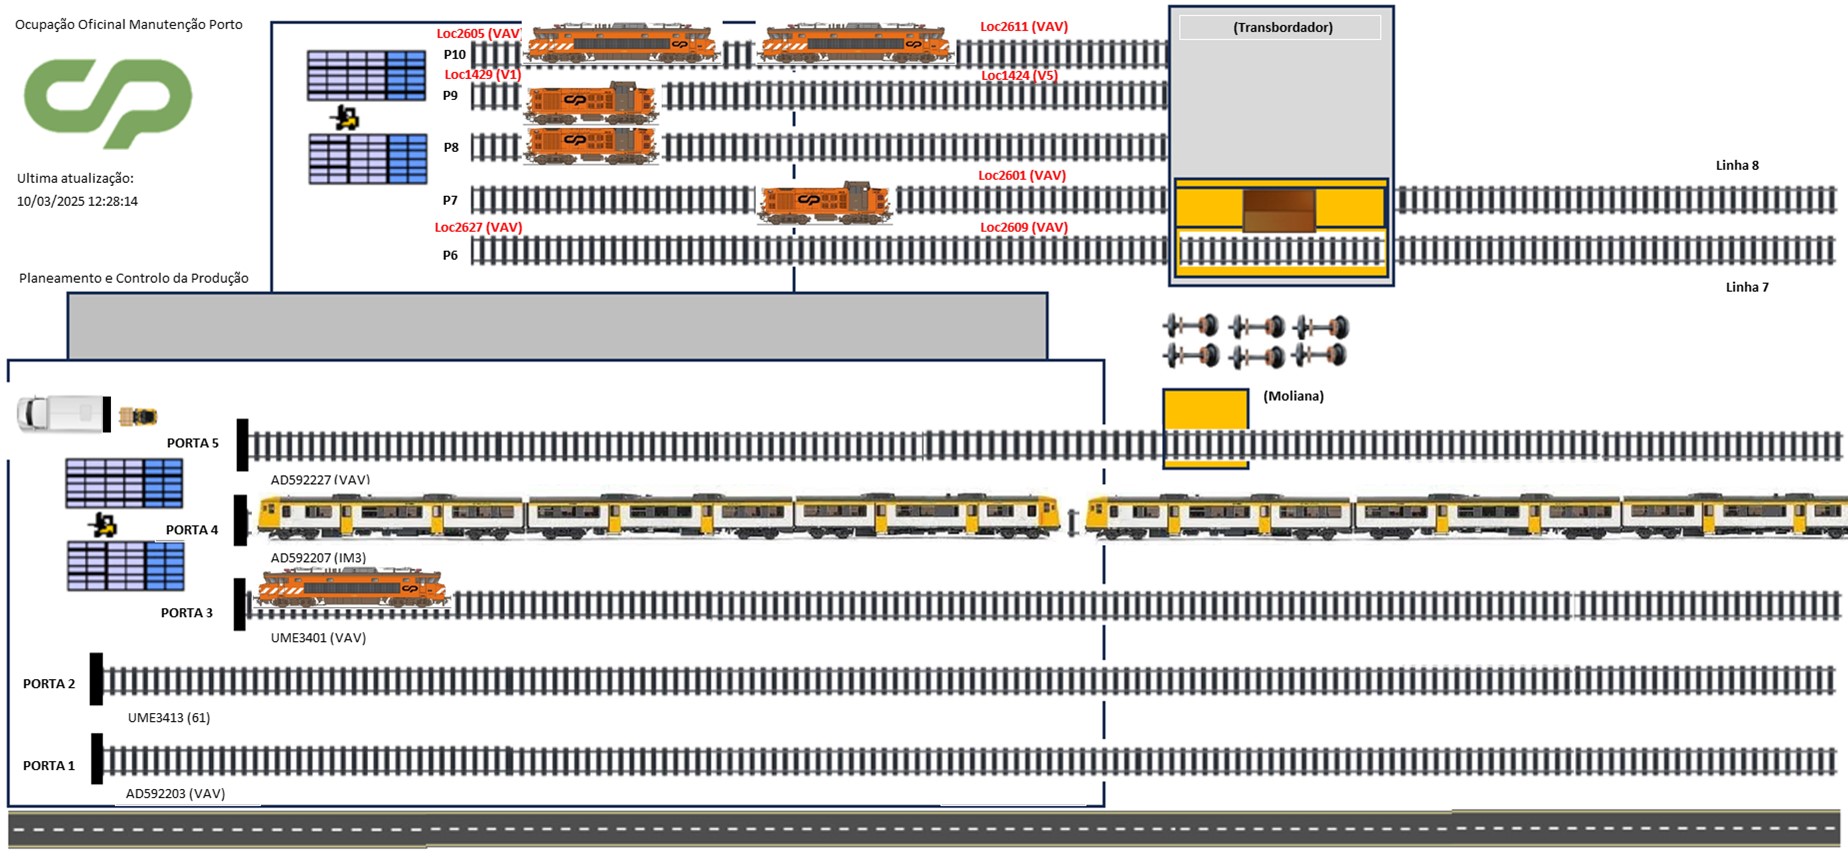 Ocupação Oficinal Manutenção Porto
CP
Ultima atualização:
10/03/2025 12:28:14
Planeamento e Controlo da Produção
Loc2605 (VAV)
Loc2611 (VAV)
P10
Loc1429 (V1)
Loc1424 (V5)
P9
P8
Loc2601 (VAV)
P7
Loc2627 (VAV)
Loc2609 (VAV)
P6
(Transbordador)
Linha 8
Linha 7
(Moliana)
PORTA 5
AD592227 (VAV)
PORTA 4
AD592207 (IM3)
PORTA 3
UME3401 (VAV)
PORTA 2
UME3413 (61)
PORTA 1
AD592203 (VAV)